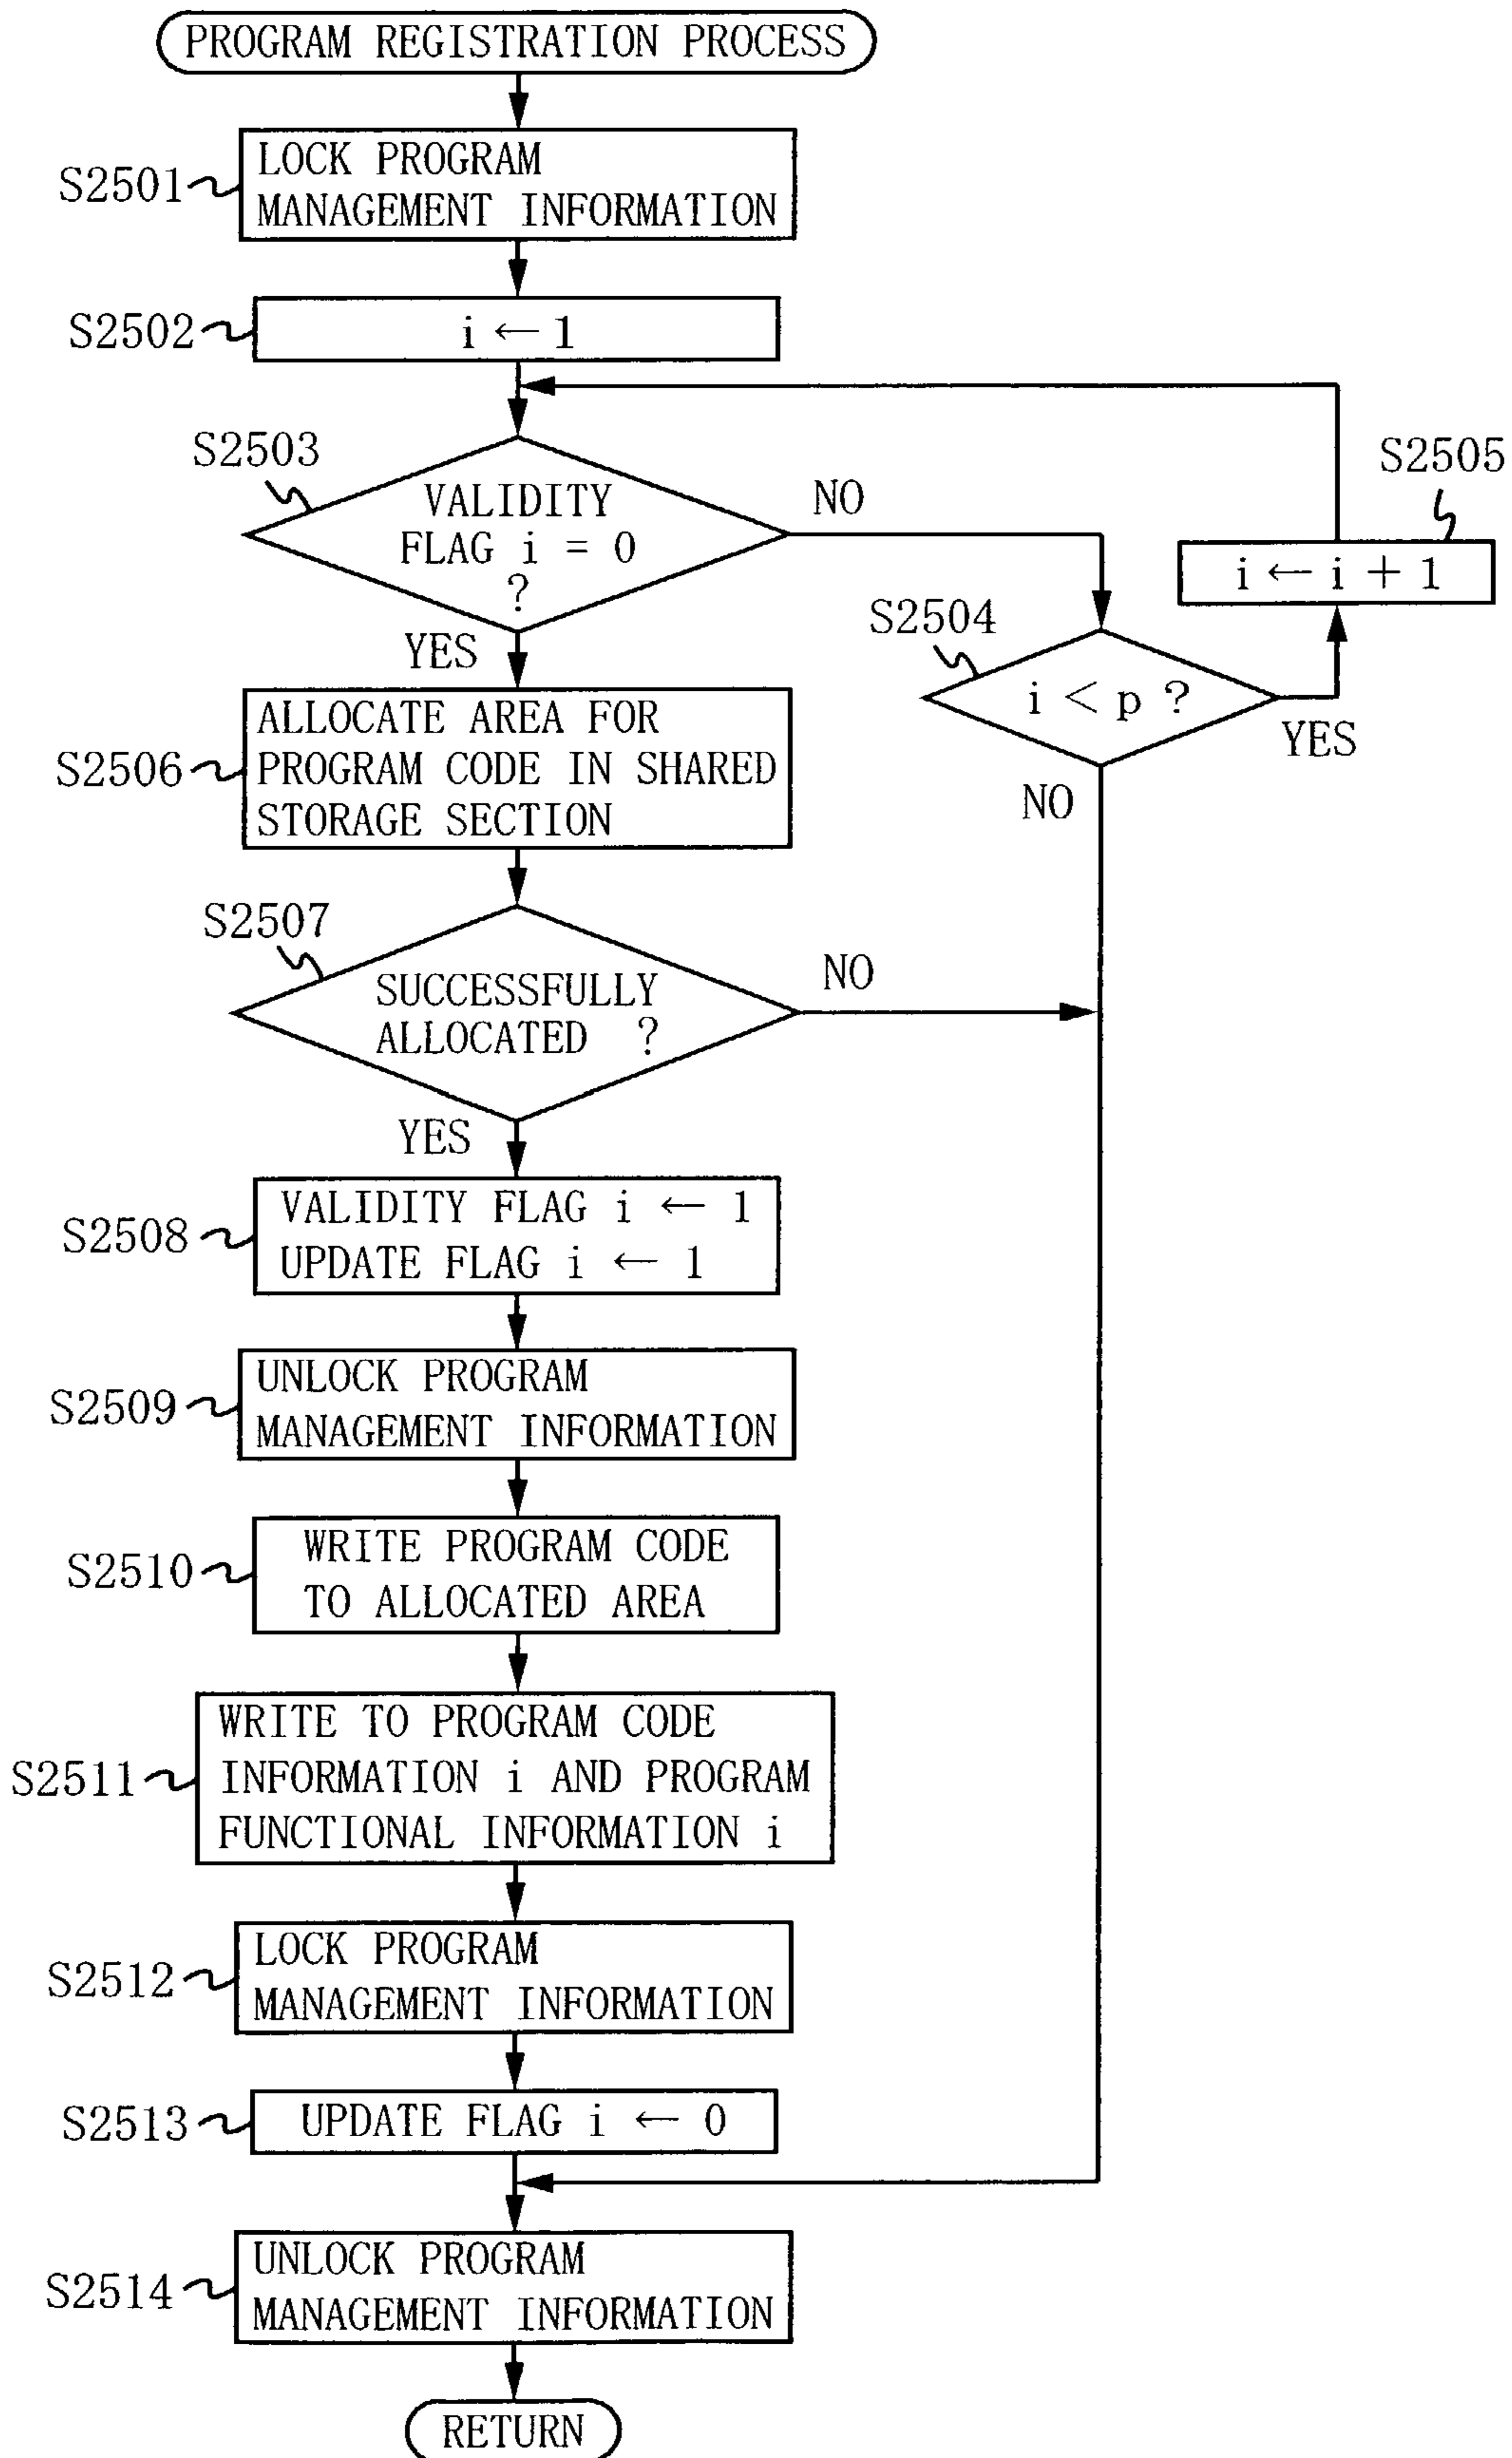 PROGRAM REGISTRATION PROCESS
S2501
LOCK PROGRAM
MANAGEMENT INFORMATION
S2502
i ← 1
S2503
VALIDITY
FLAG i = 0
?
NO
YES
S2504
i < p ?
YES
NO
S2505
i ← i + 1
S2506
ALLOCATE AREA FOR
PROGRAM CODE IN SHARED
STORAGE SECTION
S2507
SUCCESSFULLY
ALLOCATED ?
NO
YES
S2508
VALIDITY FLAG i ← 1
UPDATE FLAG i ← 1
S2509
UNLOCK PROGRAM
MANAGEMENT INFORMATION
S2510
WRITE PROGRAM CODE
TO ALLOCATED AREA
S2511
WRITE TO PROGRAM CODE
INFORMATION i AND PROGRAM
FUNCTIONAL INFORMATION i
S2512
LOCK PROGRAM
MANAGEMENT INFORMATION
S2513
UPDATE FLAG i ← 0
S2514
UNLOCK PROGRAM
MANAGEMENT INFORMATION
RETURN